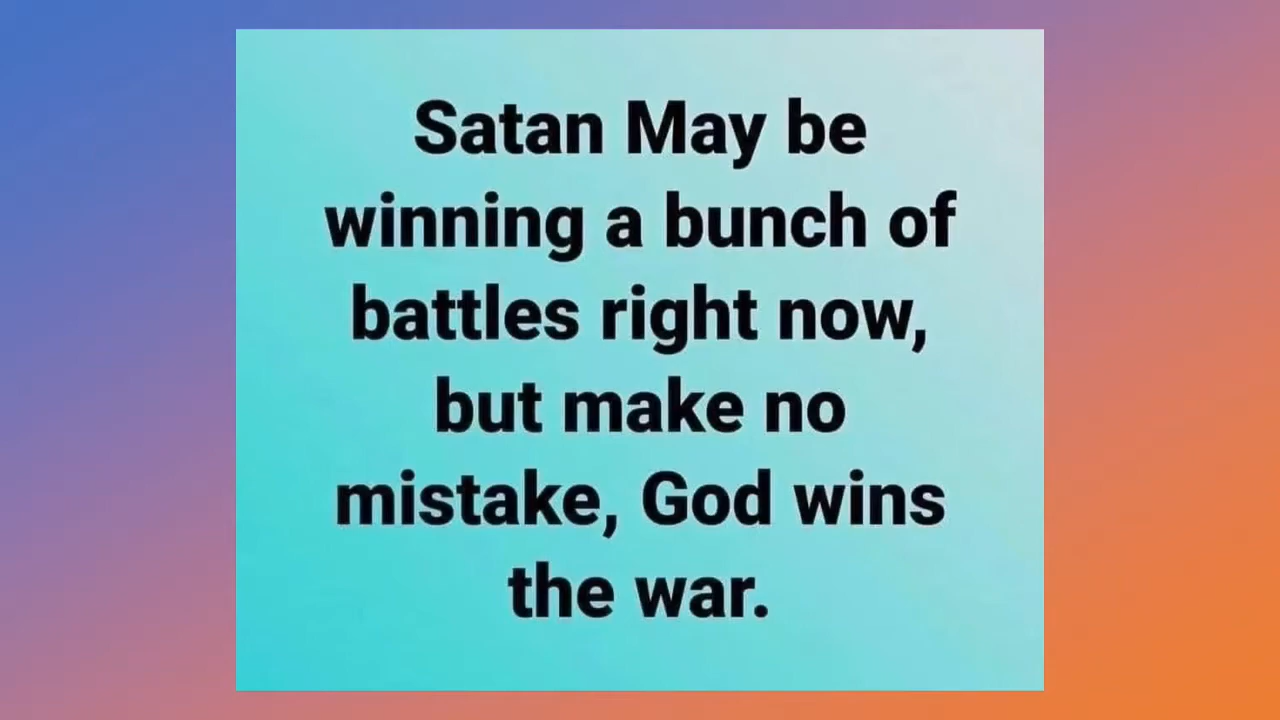 Satan May be
winning a bunch of
battles right now,
but make no
mistake, God wins
the war.